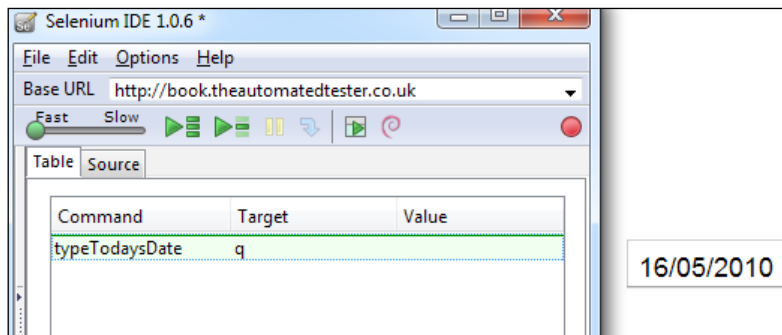 Selenium IDE 1.0.6 *
File Edit Options Help
Base URL http://book.theautomatedtester.co.uk
Fast Slow
Table Source
Command Target Value
typeTodaysDate q
16/05/2010